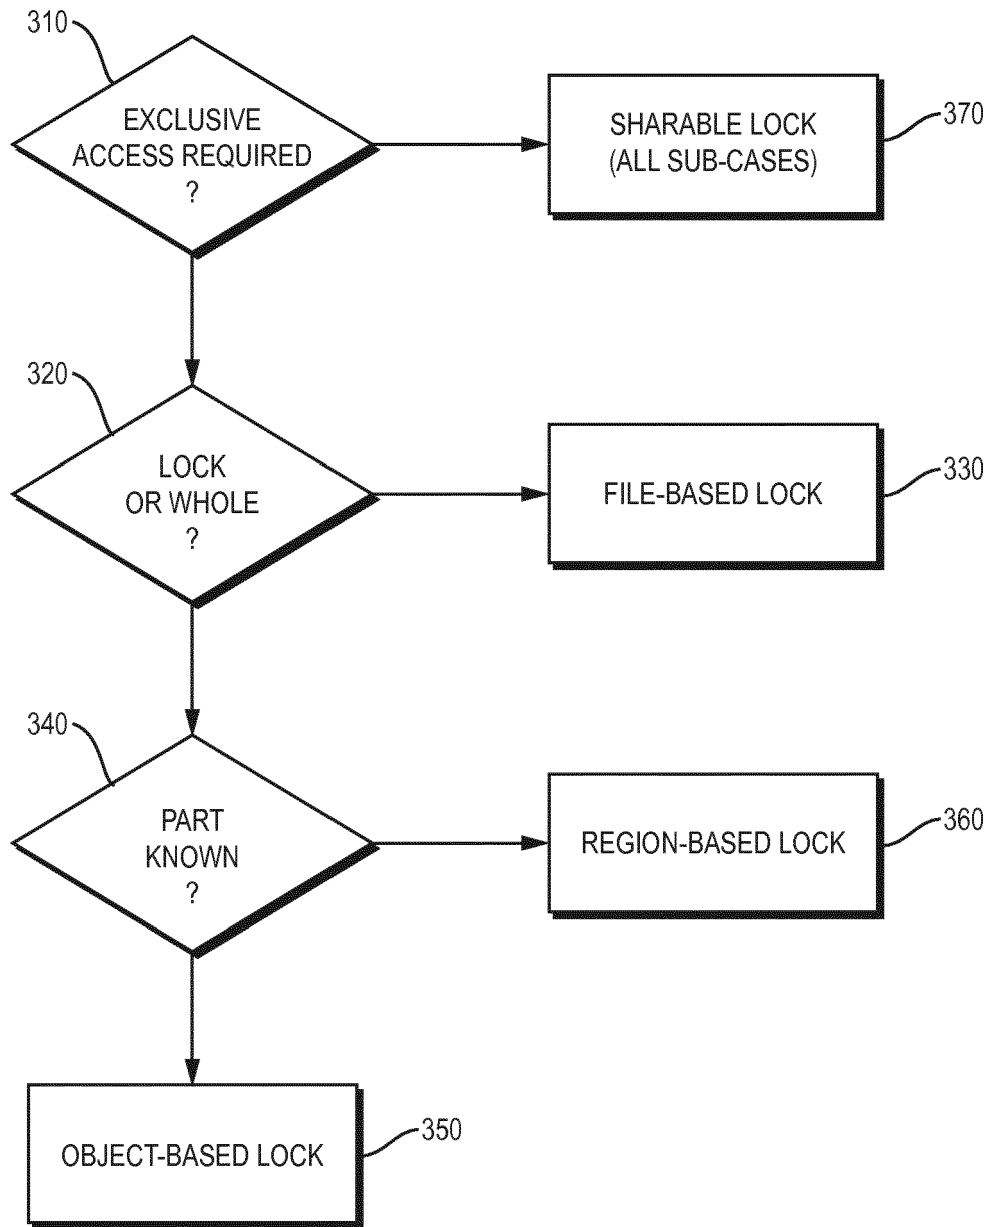 310
EXCLUSIVE
ACCESS REQUIRED
?
SHARABLE LOCK
(ALL SUB-CASES)
370
320
LOCK
OR WHOLE
?
FILE-BASED LOCK
330
340
PART
KNOWN
?
REGION-BASED LOCK
360
OBJECT-BASED LOCK
350